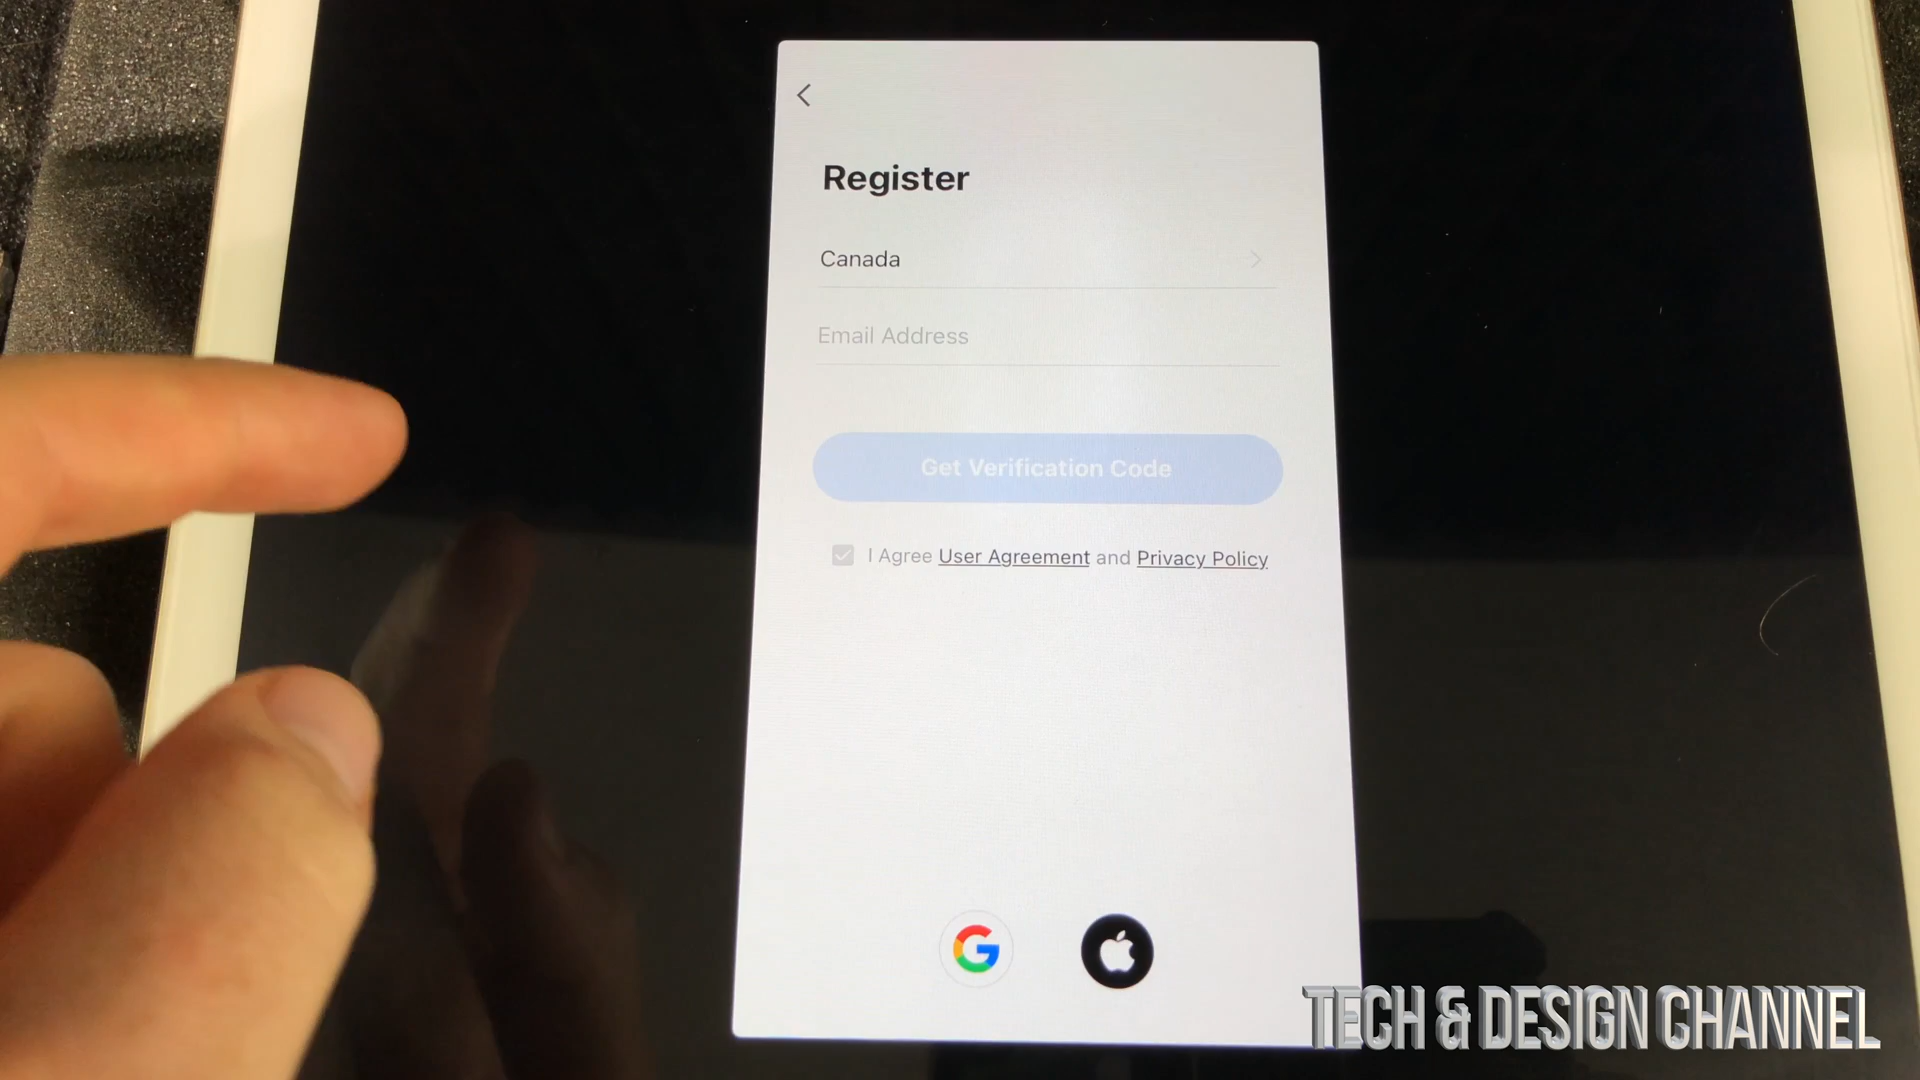 Register
Canada
Email Address
Get Verification Code
I Agree User Agreement and Privacy Policy
TECH & DESIGN CHANNEL